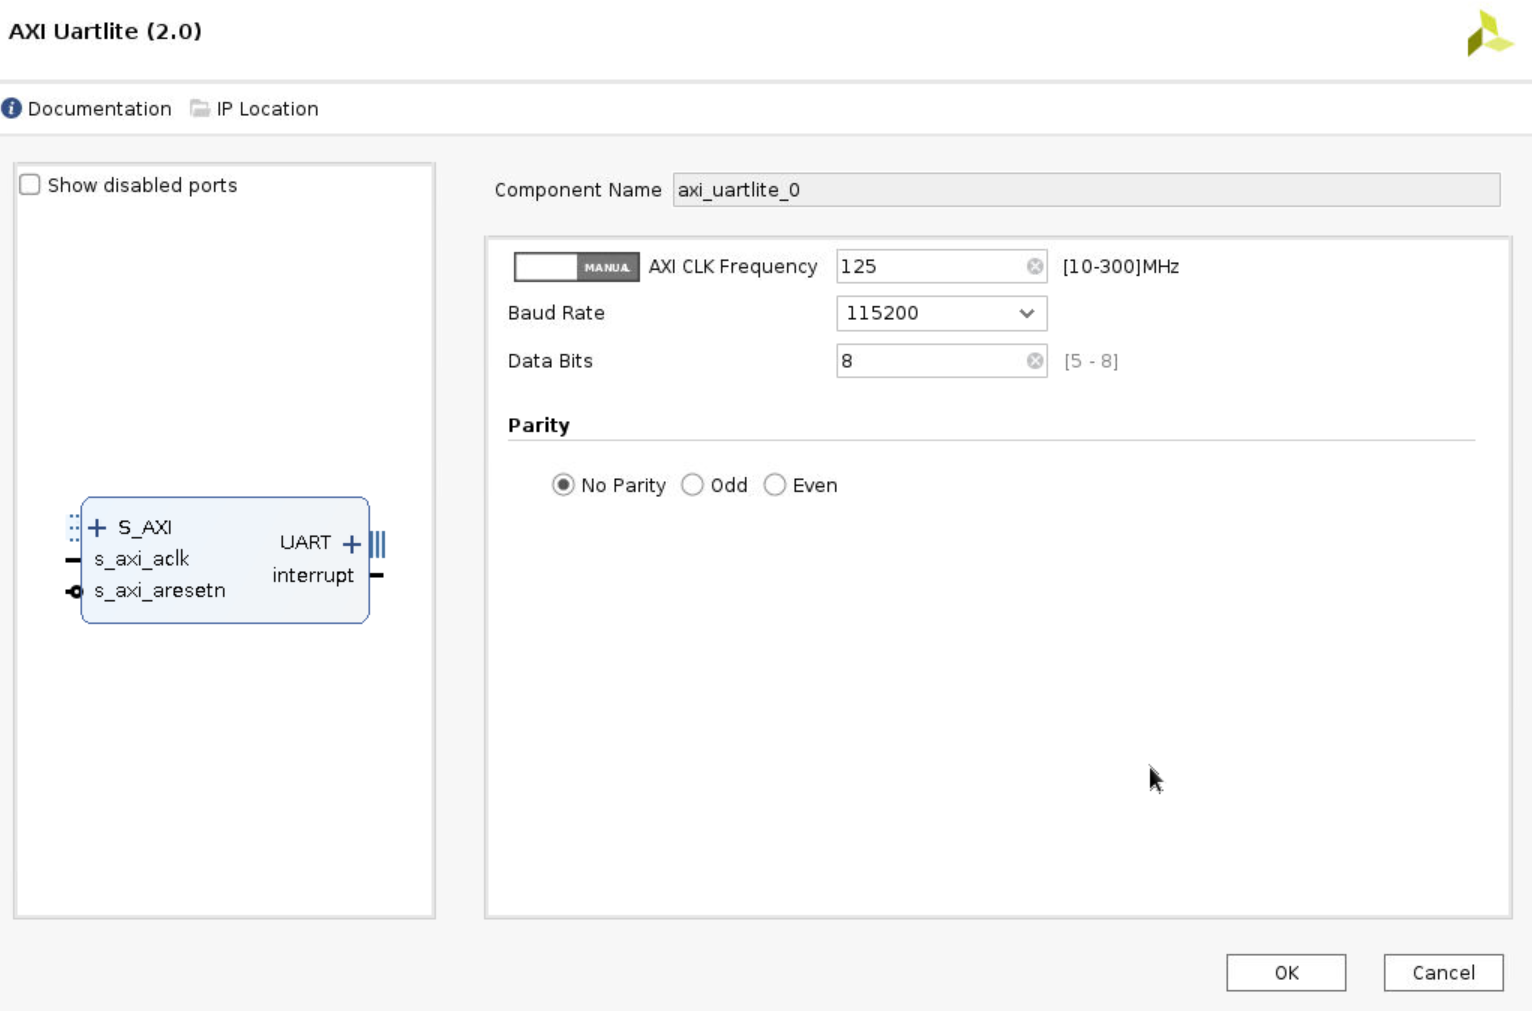 AXI Uartlite (2.0)
Documentation IP Location
Show disabled ports
S_AXI
s_axi_aclk
s_axi_aresetn
UART
interrupt
Component Name axi_uartlite_0
MANUAL AXI CLK Frequency 125 [10-300]MHz
Baud Rate 115200
Data Bits 8 [5 - 8]
Parity
No Parity Odd Even
OK Cancel